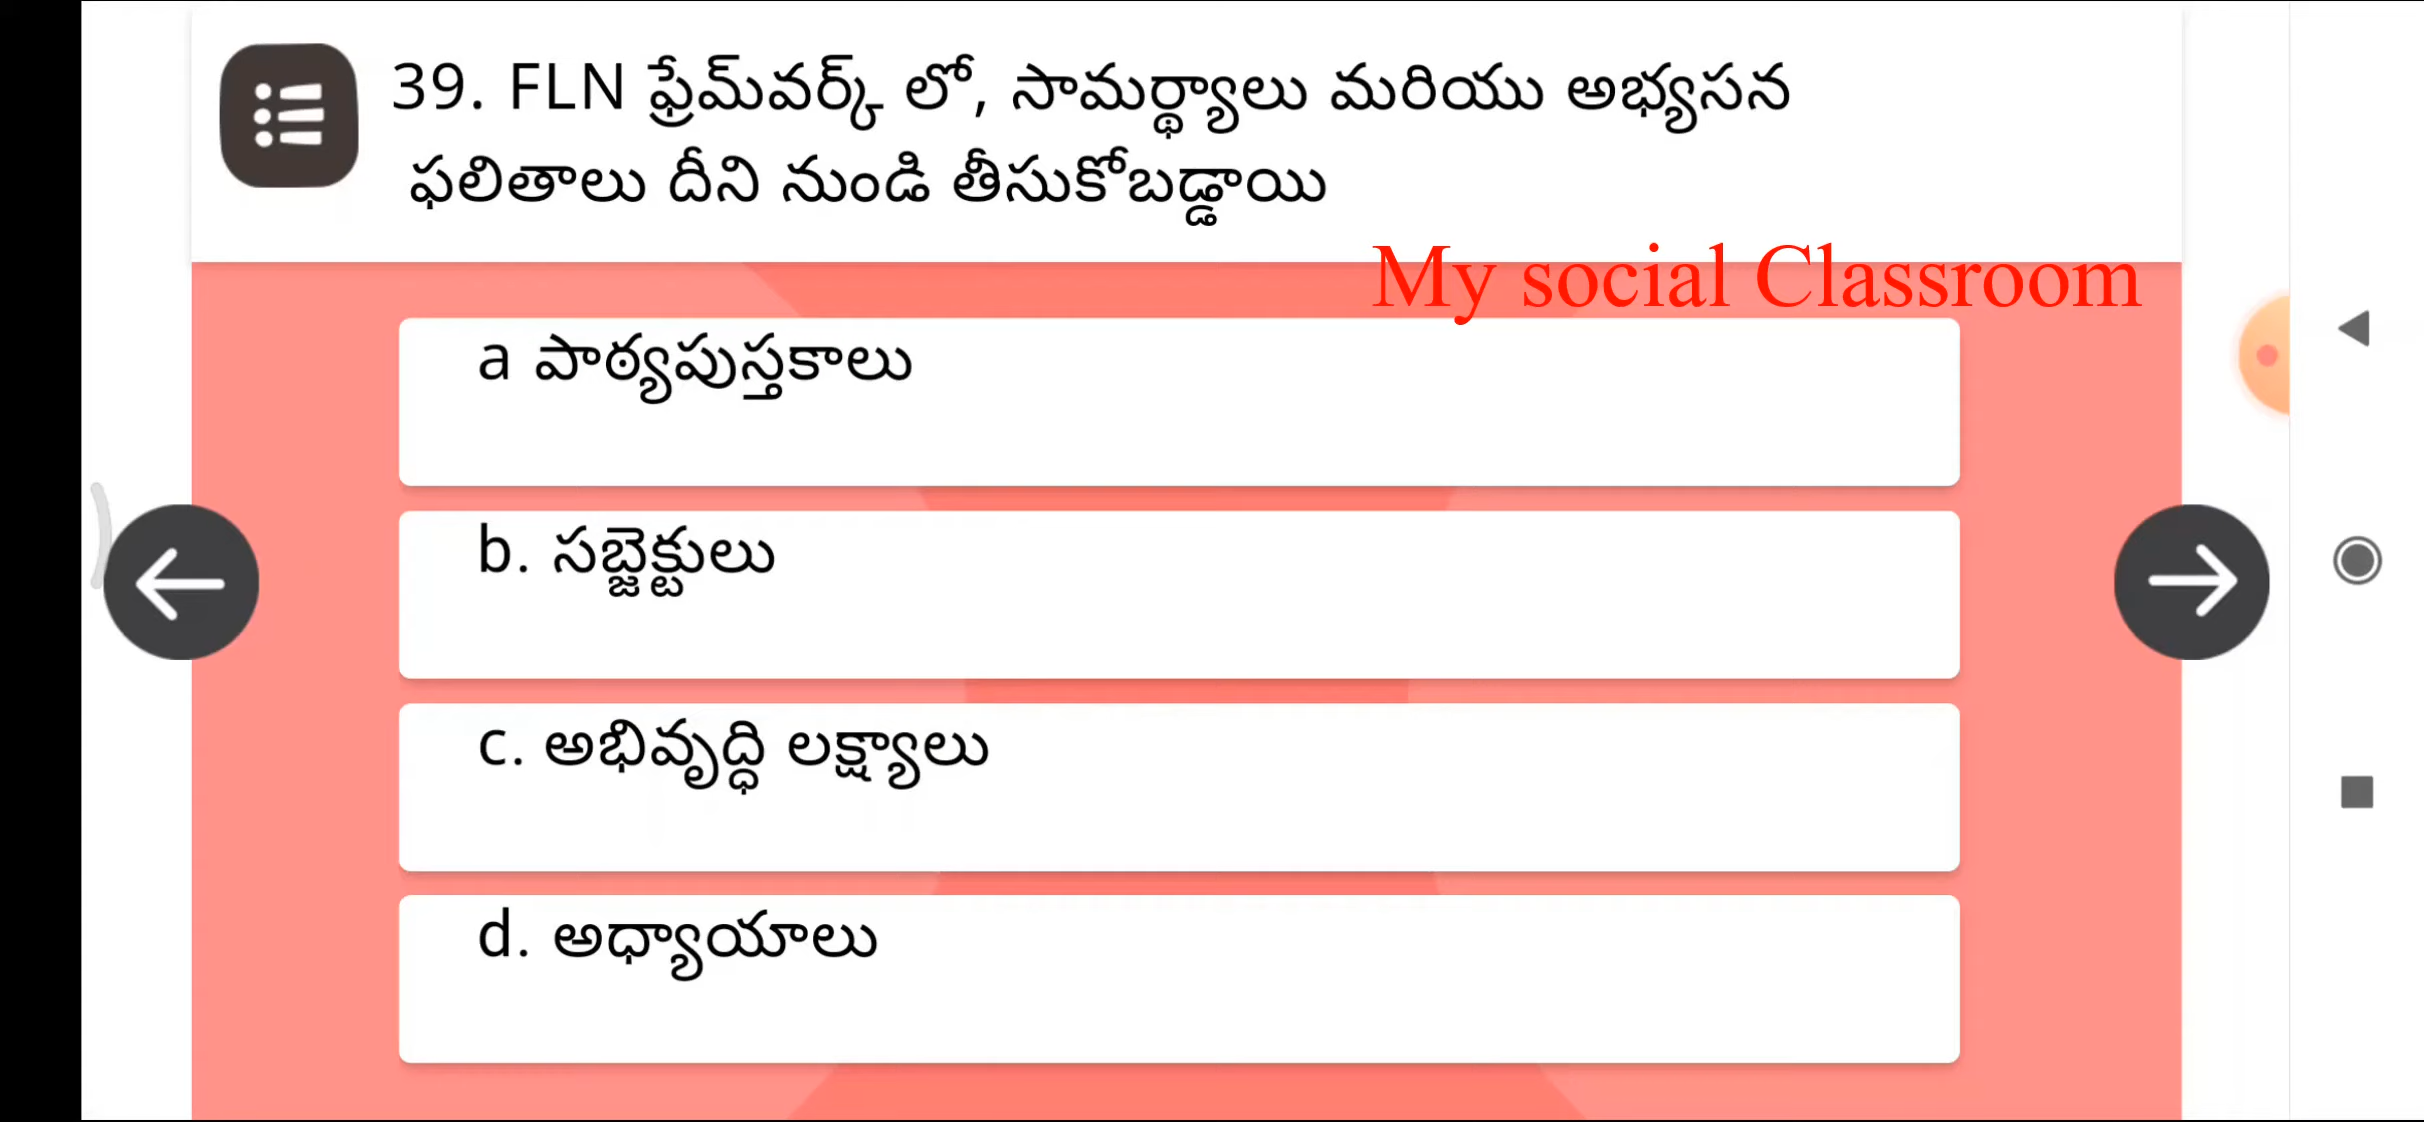 39. FLN ఫ్రేమ్‌వర్క్ లో, సామర్థ్యాలు మరియు అభ్యసన
ఫలితాలు దీని నుండి తీసుకోబడ్డాయి
My social Classroom
a పాఠ్యపుస్తకాలు
b. సబ్జెక్టులు
c. అభివృద్ధి లక్ష్యాలు
d. అధ్యాయాలు